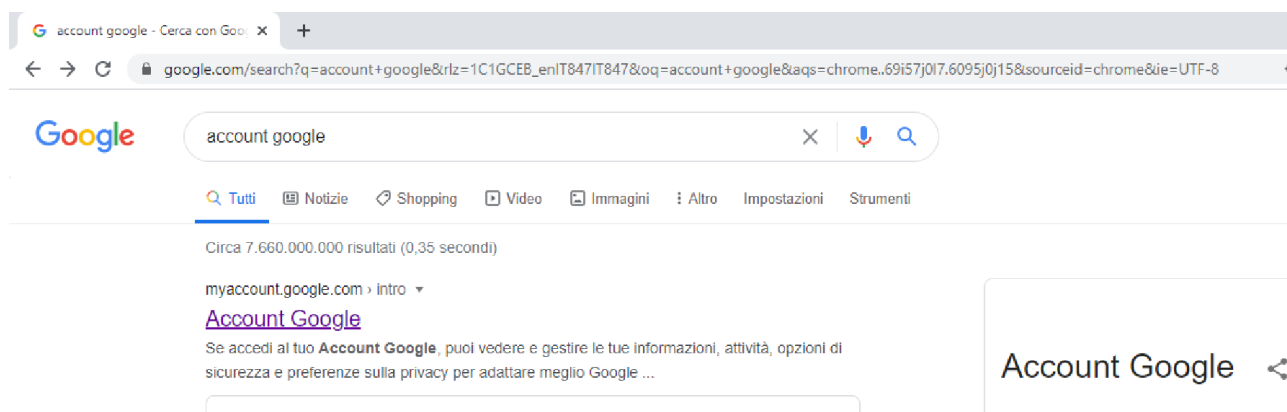 account google - Cerca con Goo
google.com/search?q=account+google&rlz=1C1GCEB_enIT847IT847&oq=account+google&aqs=chrome..69i57j0l7.6095j0j15&sourceid=chrome&ie=UTF-8
Google
account google
Tutti Notizie Shopping Video Immagini Altro Impostazioni Strumenti
Circa 7.660.000.000 risultati (0,35 secondi)
myaccount.google.com › intro
Account Google
Se accedi al tuo Account Google, puoi vedere e gestire le tue informazioni, attività, opzioni di
sicurezza e preferenze sulla privacy per adattare meglio Google ...
Account Google